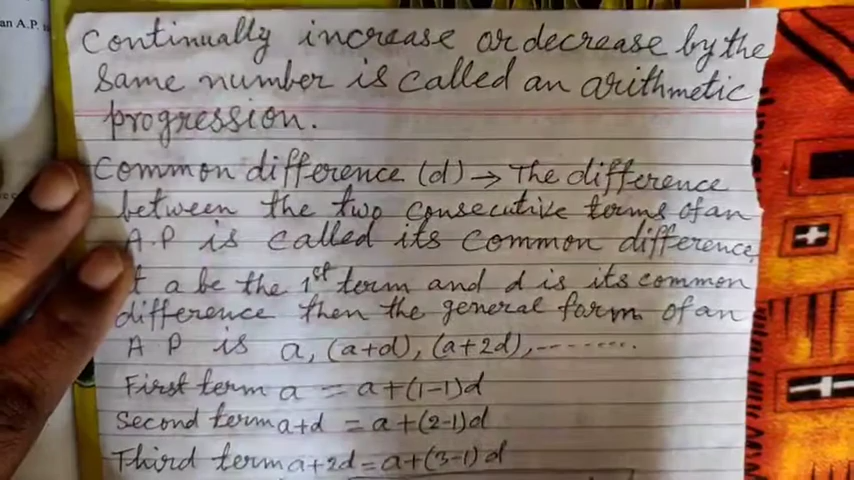 an A.P. is
Continually increase or decrease by the
same number is called an arithmetic
progression.
Common difference (d) → The difference
between the two consecutive terms of an
A.P is called its common difference.
t a be the 1st term and d is its common
difference then the general form of an
A P is a, (a+d), (a+2d),--------.
First term a = a+(1-1)d
Second term a+d = a+(2-1)d
Third term a+2d = a+(3-1)d